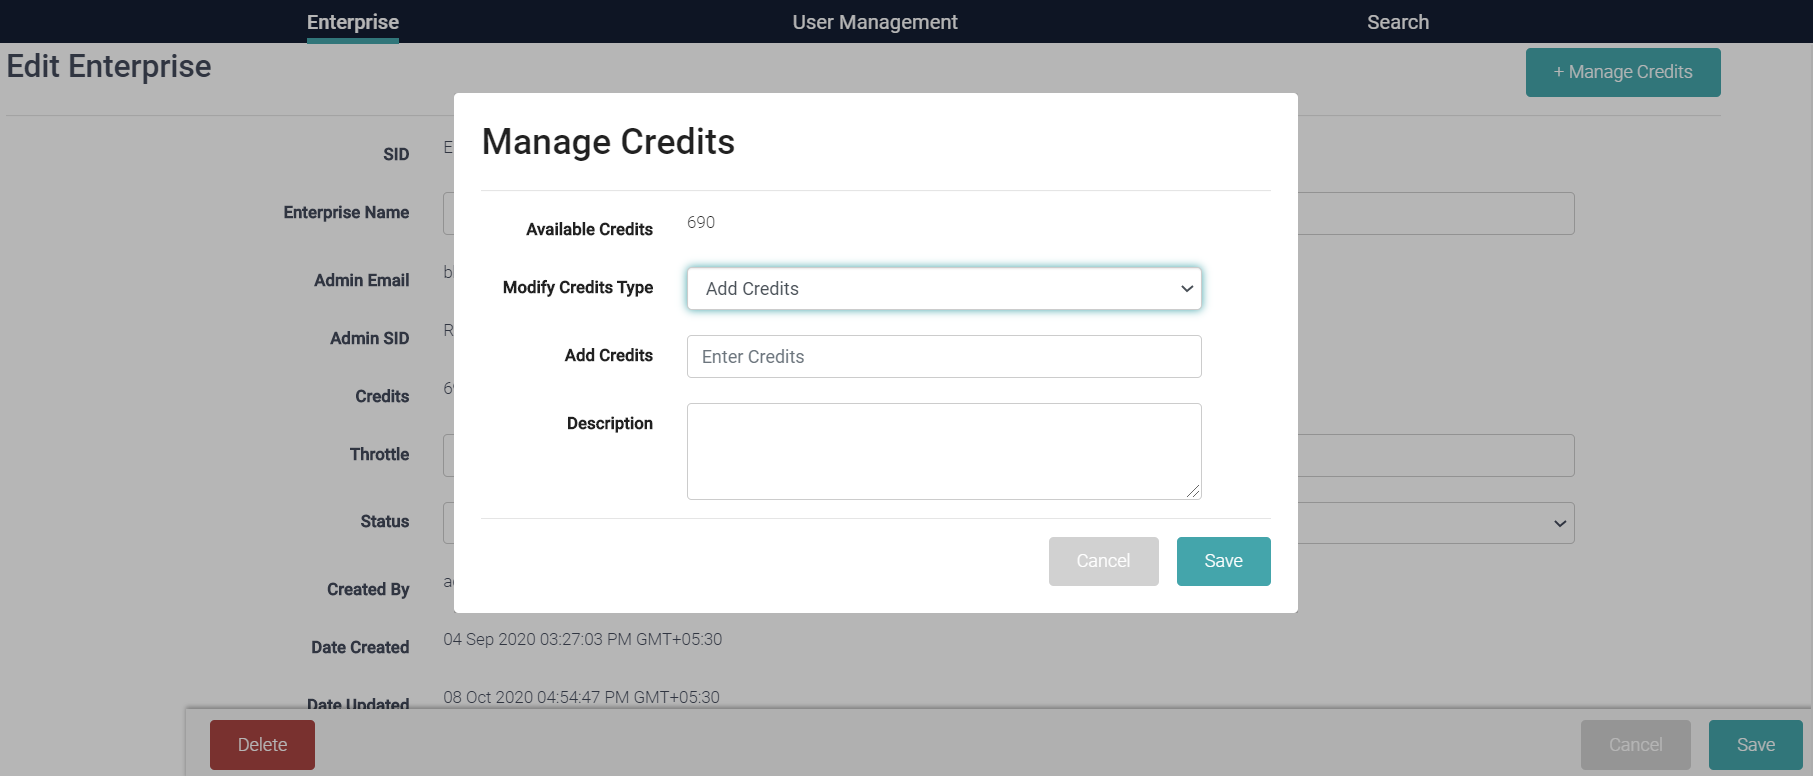 Enterprise User Management Search
Edit Enterprise
+ Manage Credits
Manage Credits
SID E
Enterprise Name
Admin Email
Admin SID R
Credits
Throttle
Status
Created By
Available Credits 690
Modify Credits Type Add Credits
Add Credits Enter Credits
Description
Cancel Save
Date Created 04 Sep 2020 03:27:03 PM GMT+05:30
Date Updated 08 Oct 2020 04:54:47 PM GMT+05:30
Delete Cancel Save